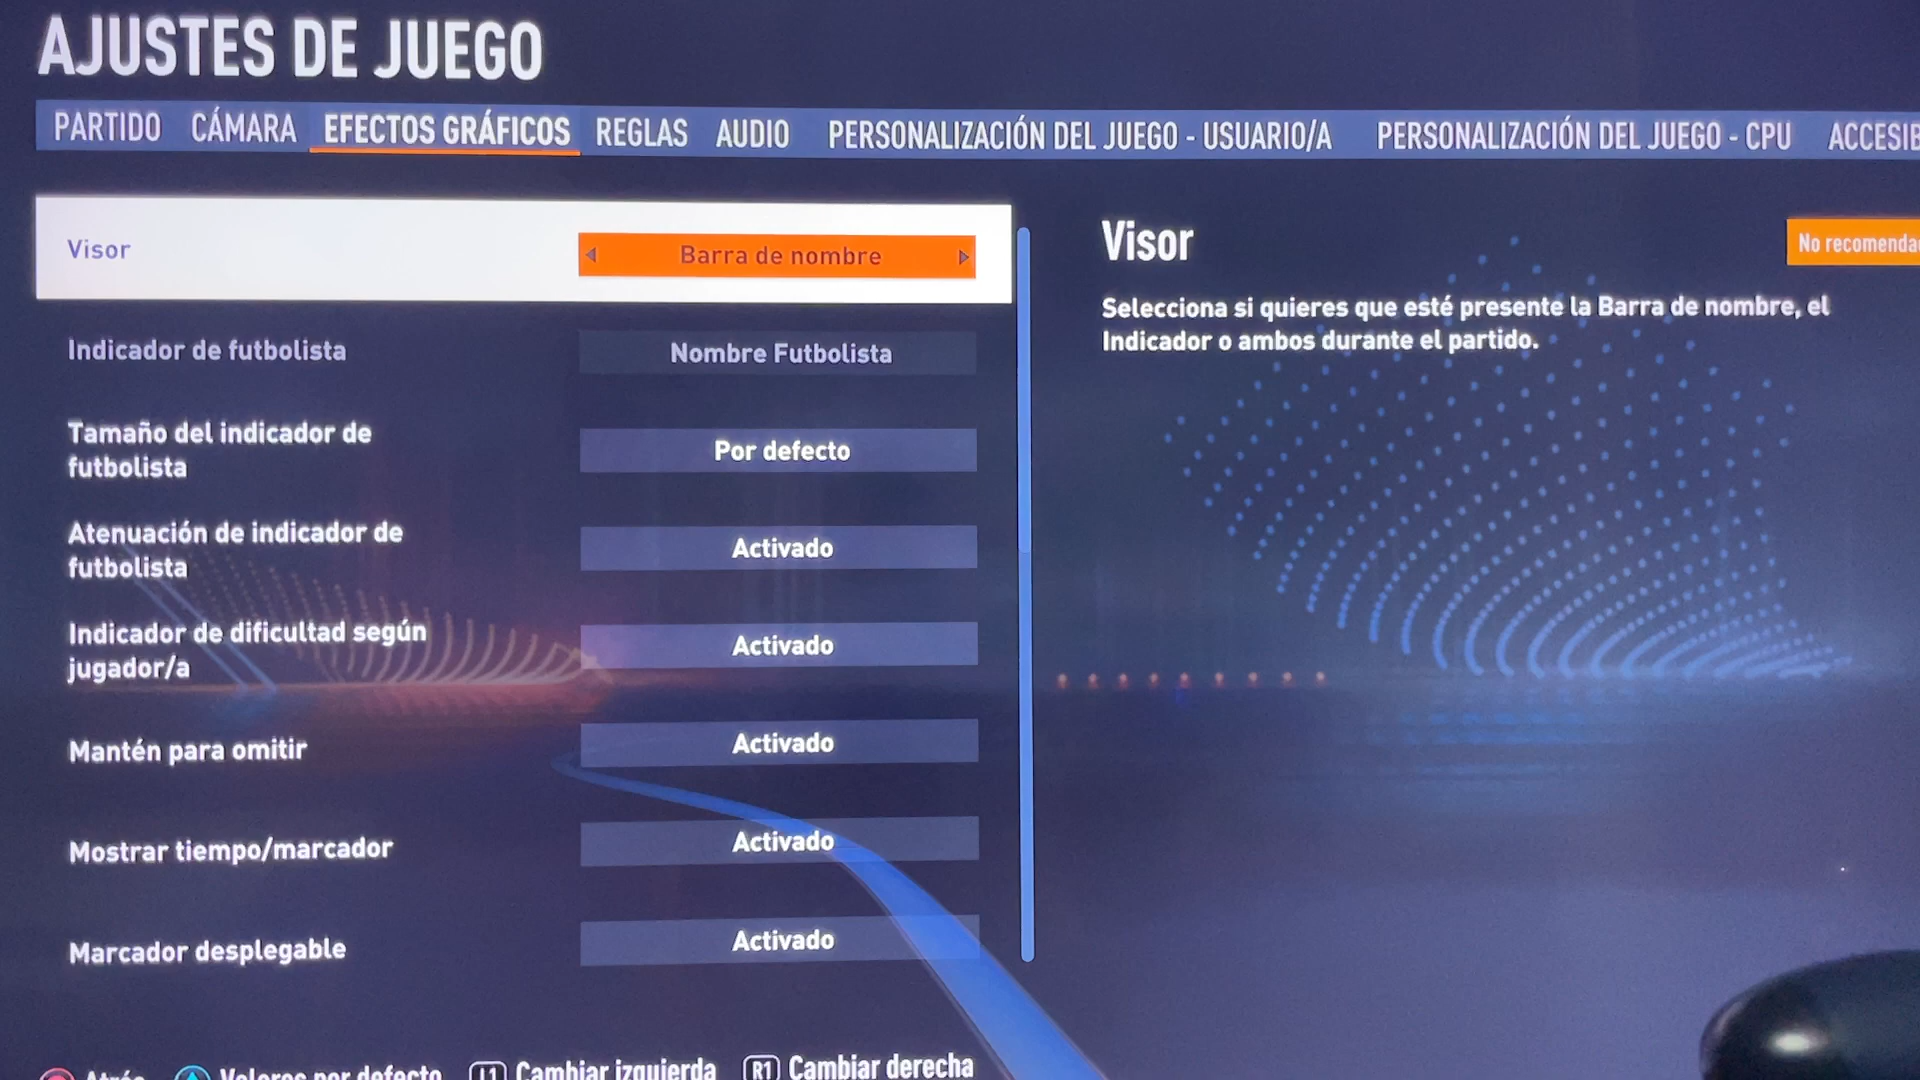 AJUSTES DE JUEGO
PARTIDO CÁMARA EFECTOS GRÁFICOS REGLAS AUDIO PERSONALIZACIÓN DEL JUEGO - USUARIO/A PERSONALIZACIÓN DEL JUEGO - CPU ACCESIB
Visor Barra de nombre
Indicador de futbolista Nombre Futbolista
Tamaño del indicador de
futbolista
Por defecto
Atenuación de indicador de
futbolista
Activado
Indicador de dificultad según
jugador/a
Activado
Mantén para omitir Activado
Mostrar tiempo/marcador Activado
Marcador desplegable Activado
Visor
No recomenda
Selecciona si quieres que esté presente la Barra de nombre, el
Indicador o ambos durante el partido.
Atrás Valores por defecto L1 Cambiar izquierda R1 Cambiar derecha